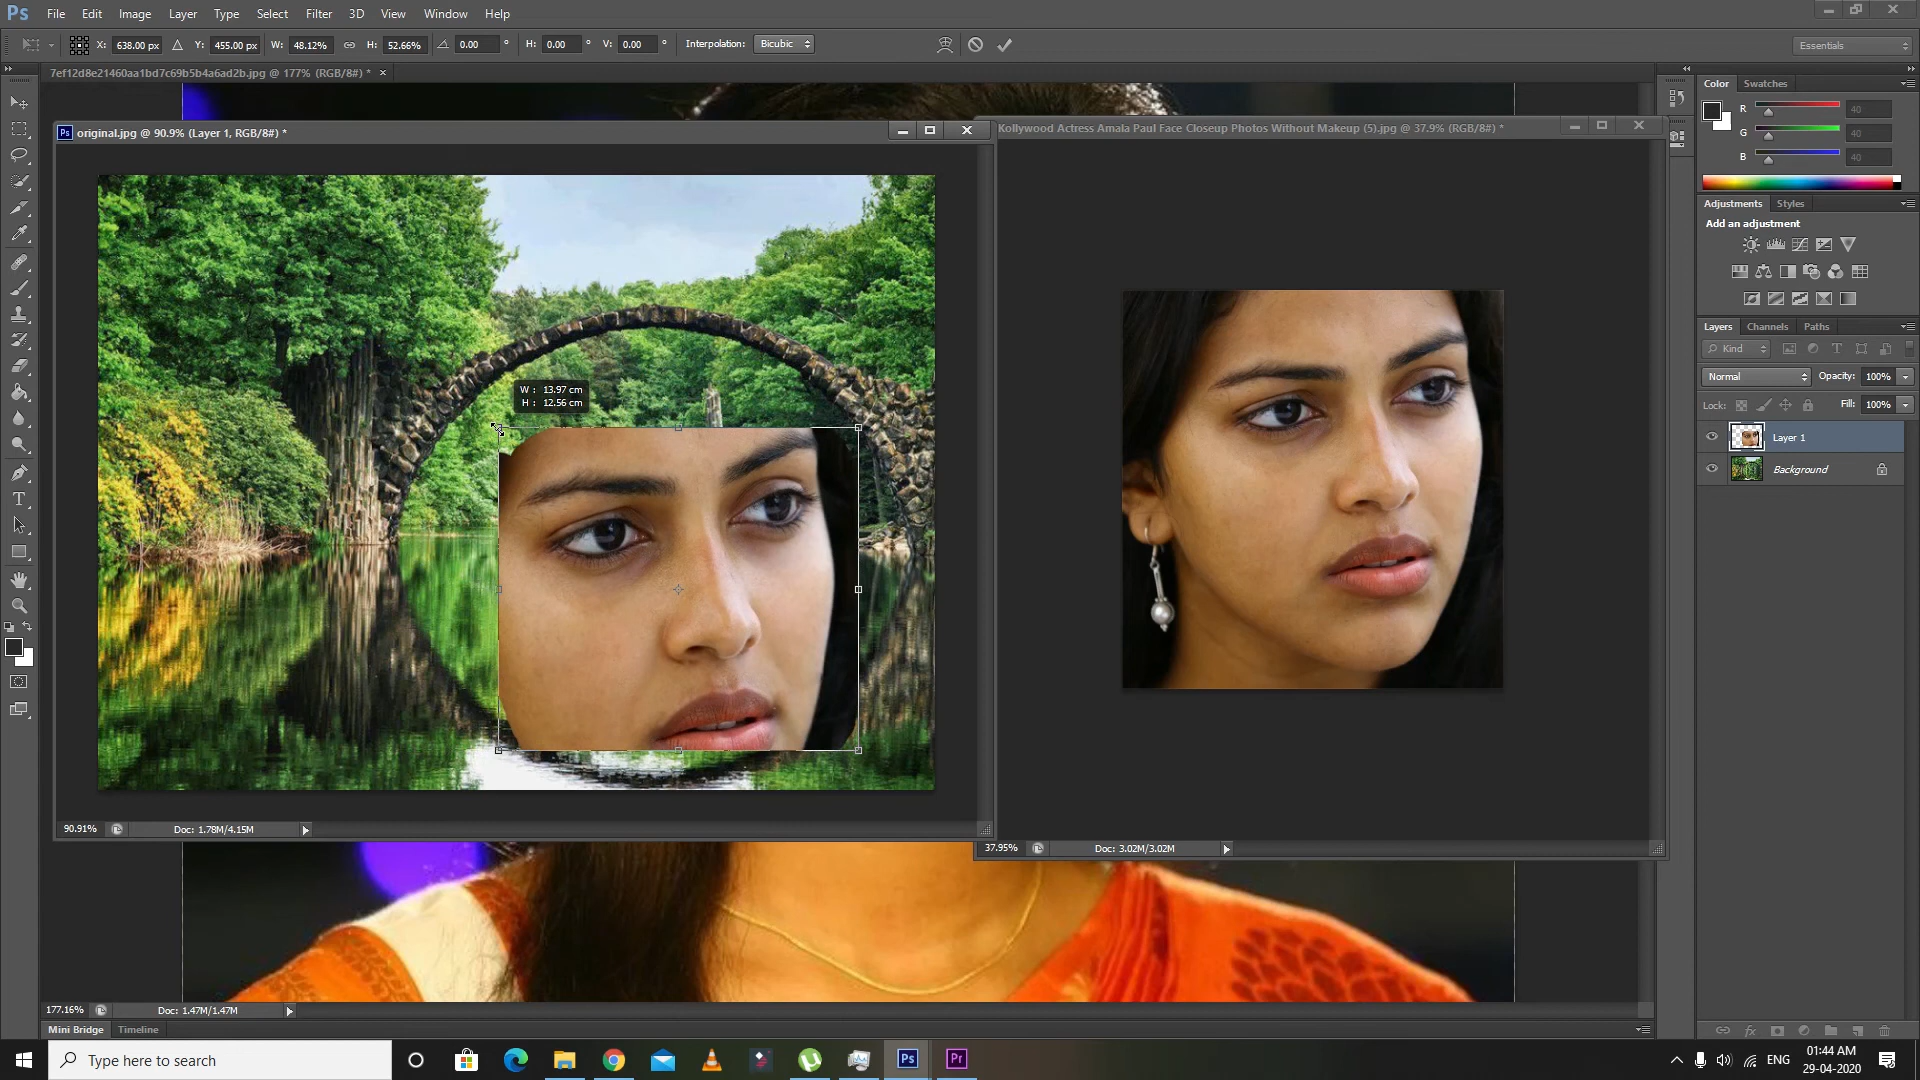 Ps File Edit Image Layer Type Select Filter 3D View Window Help
X: 638.00 px Y: 455.00 px W: 48.12% H: 52.66% 0.00 ° H: 0.00 ° V: 0.00 ° Interpolation: Bicubic Essentials
7ef12d8e21460aa1bd7c69b5b4a6ad2b.jpg @ 177% (RGB/8#) * ×
Ps original.jpg @ 90.9% (Layer 1, RGB/8#) *
Kollywood Actress Amala Paul Face Closeup Photos Without Makeup (5).jpg @ 37.9% (RGB/8#) *
W : 13.97 cm
H : 12.56 cm
90.91% Doc: 1.78M/4.15M
37.95% Doc: 3.02M/3.02M
177.16% Doc: 1.47M/1.47M
Mini Bridge Timeline
Color Swatches
R 40
G 40
B 40
Adjustments Styles
Add an adjustment
Layers Channels Paths
Kind
Normal Opacity: 100%
Lock: Fill: 100%
Layer 1
Background
Type here to search
Ps Pr
ENG
01:44 AM
29-04-2020